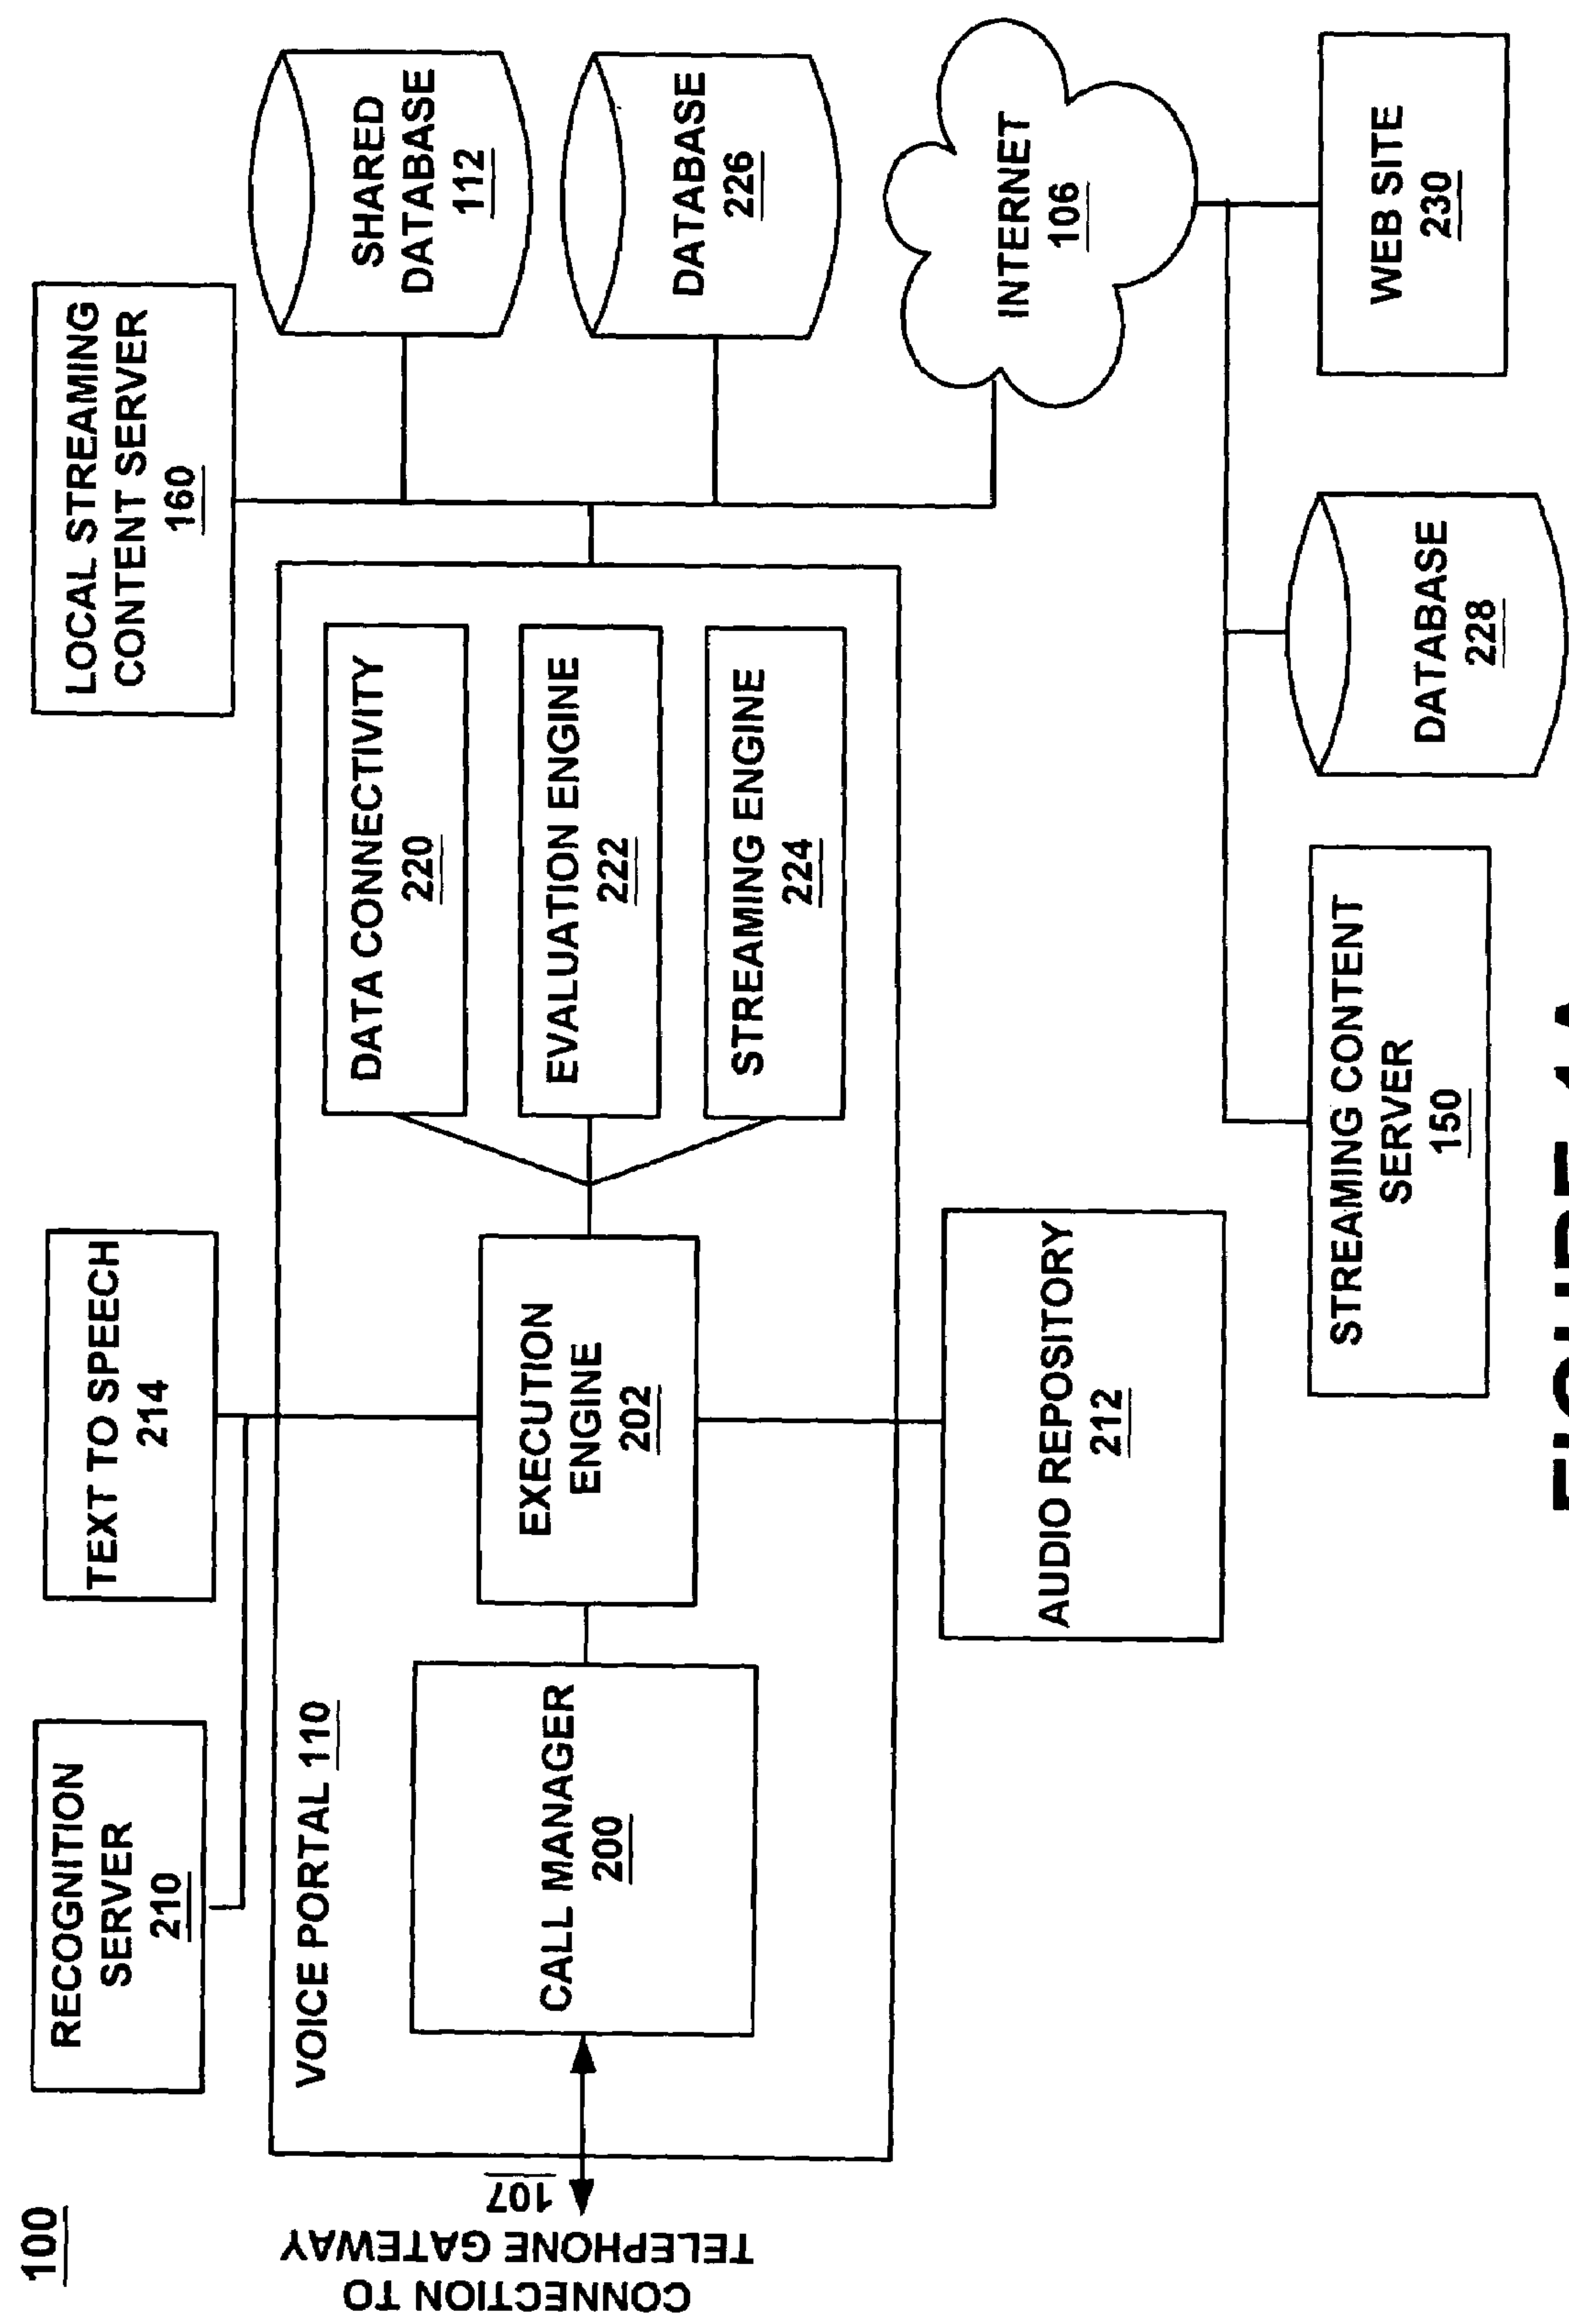 100
RECOGNITION
SERVER
210
TEXT TO SPEECH
214
LOCAL STREAMING
CONTENT SERVER
160
VOICE PORTAL 110
CONNECTION TO
TELEPHONE GATEWAY
107
CALL MANAGER
200
EXECUTION
ENGINE
202
DATA CONNECTIVITY
220
EVALUATION ENGINE
222
STREAMING ENGINE
224
SHARED
DATABASE
112
DATABASE
226
INTERNET
106
AUDIO REPOSITORY
212
STREAMING CONTENT
SERVER
150
DATABASE
228
WEB SITE
230